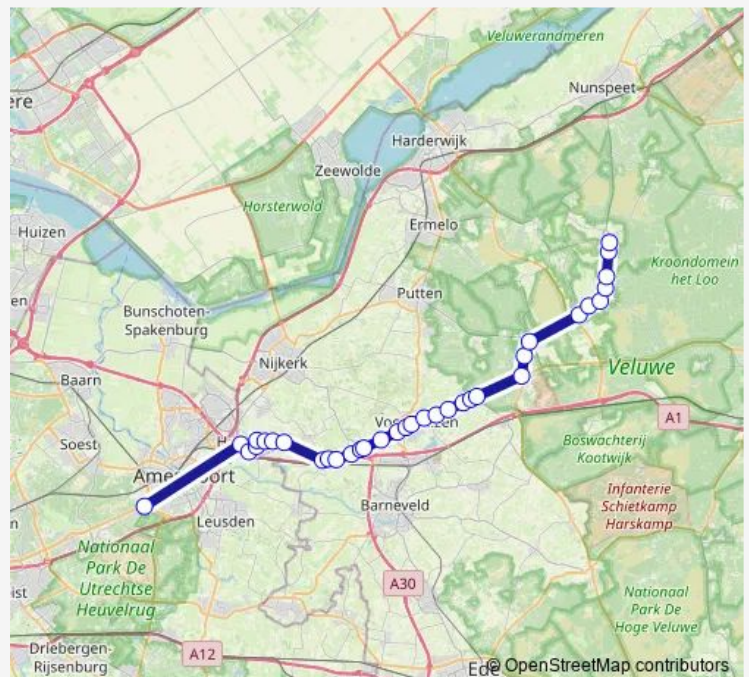 Veluwerandmeren
Nunspeet
ere
Harderwijk
Zeewolde
Horsterwold
Ermelo
Huizen
Kroondomein
het Loo
en
Putten
Bunschoten-
Spakenburg
Nijkerk
Baarn
Veluwe
A1
Soest
Boswachterij
Kootwijk
Leusden
Barneveld
Infanterie
Schietkamp
Harskamp
Nationaal
Park De
Utrechtse
Heuvelrug
ist
A30
Nationaal
Park De
Hoge Veluwe
A12
Driebergen-
Rijsenburg
Ede
© OpenStreetMap contributors